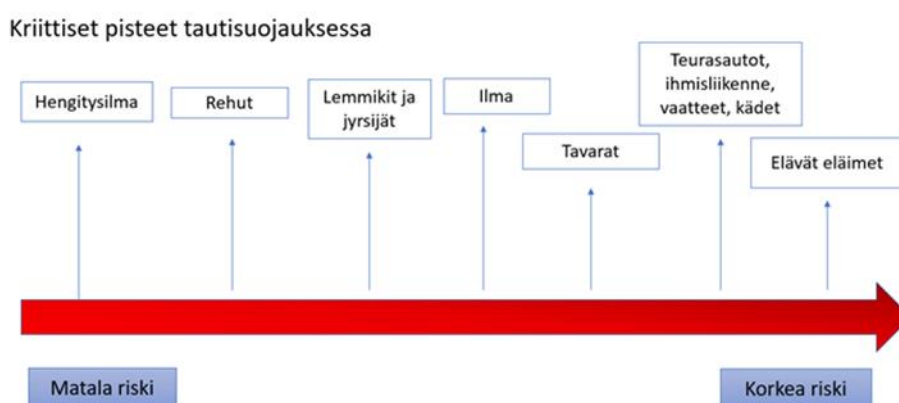 Kriittiset pisteet tautisuojauksessa
Hengitysilma
Rehut
Lemmikit ja
jyrsijät
Ilma
Tavarat
Teurasautot,
ihmisliikenne,
vaatteet, kädet
Elävät eläimet
Matala riski
Korkea riski